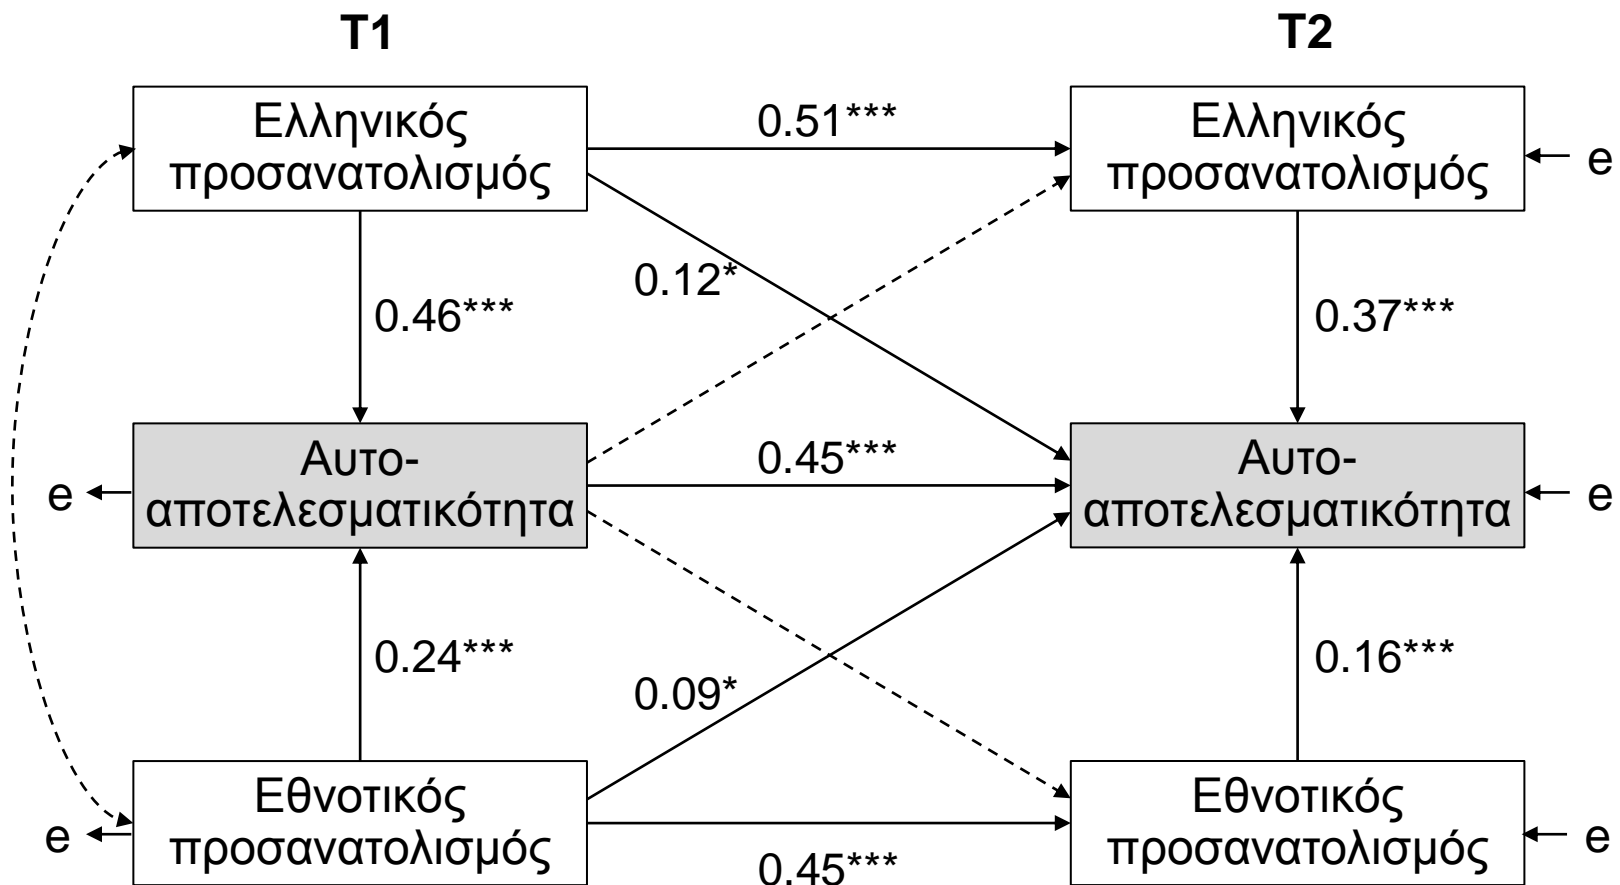 T1
T2
Ελληνικός
προσανατολισμός
0.51***
Ελληνικός
προσανατολισμός
e
0.12*
0.46***
0.37***
e
Αυτο-
αποτελεσματικότητα
0.45***
Αυτο-
αποτελεσματικότητα
e
0.24***
0.09*
0.16***
e
Εθνοτικός
προσανατολισμός
0.45***
Εθνοτικός
προσανατολισμός
e